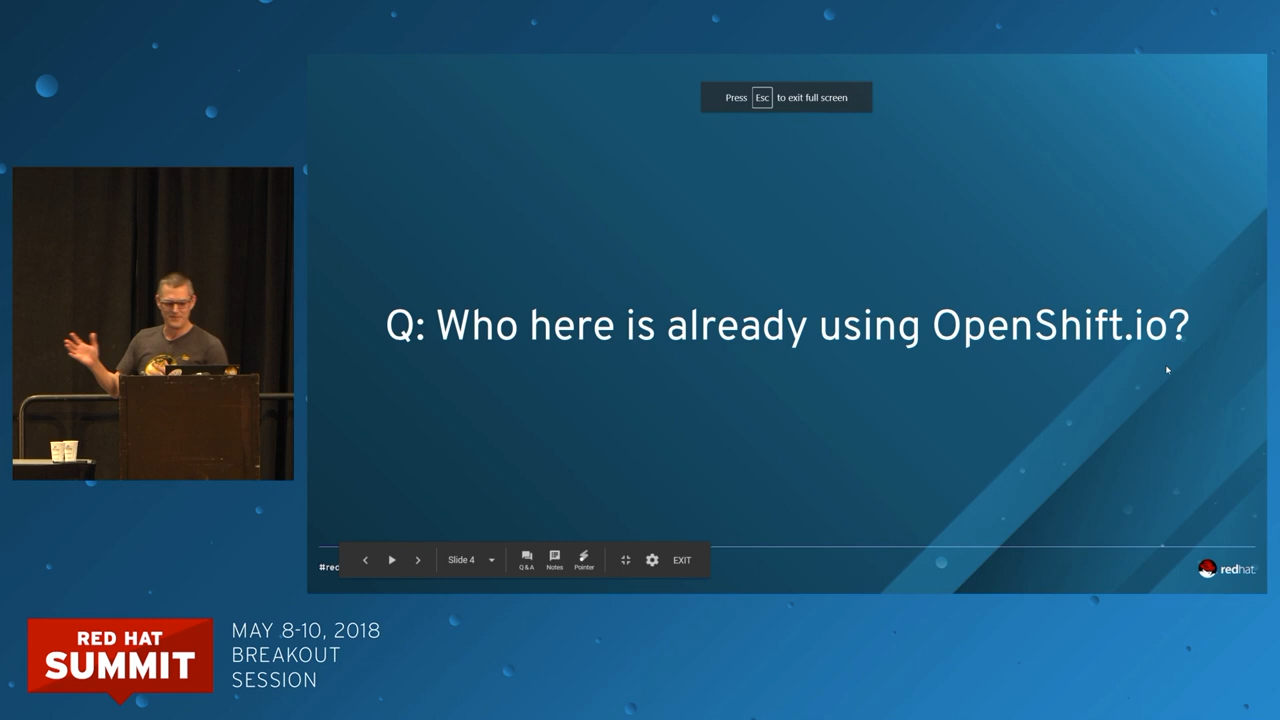 Press Esc to exit full screen
Q: Who here is already using OpenShift.io?
Slide 4
Q&A
Notes
Pointer
EXIT
#red
redhat.
RED HAT
SUMMIT
MAY 8-10, 2018
BREAKOUT
SESSION